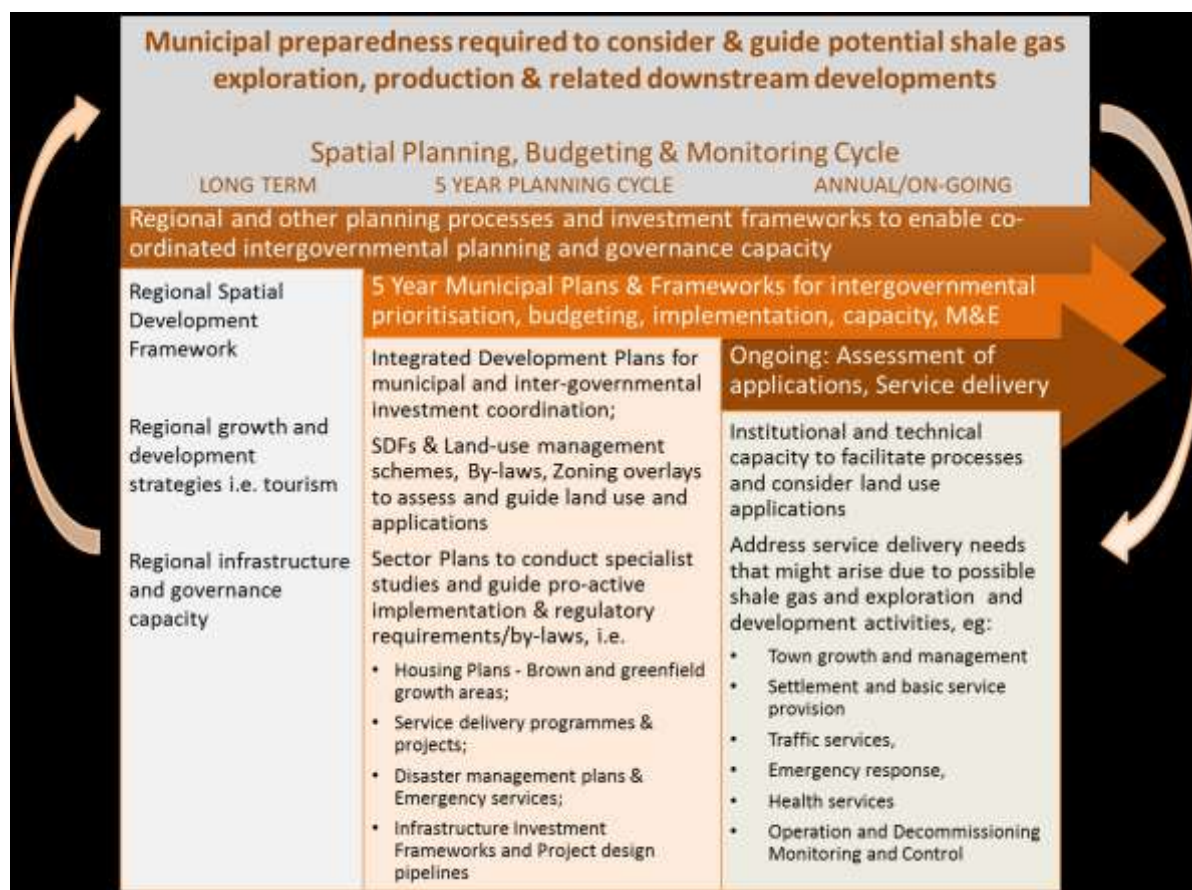 Municipal preparedness required to consider & guide potential shale gas
exploration, production & related downstream developments
Spatial Planning, Budgeting & Monitoring Cycle
LONG TERM
5 YEAR PLANNING CYCLE
ANNUAL/ON-GOING
Regional and other planning processes and investment frameworks to enable co-
ordinated intergovernmental planning and governance capacity
Regional Spatial
Development
Framework
Regional growth and
development
strategies i.e. tourism
Regional infrastructure
and governance
capacity
5 Year Municipal Plans & Frameworks for intergovernmental
prioritisation, budgeting, implementation, capacity, M&E
Integrated Development Plans for
municipal and inter-governmental
investment coordination;
SDFs & Land-use management
schemes, By-laws, Zoning overlays
to assess and guide land use and
applications
Sector Plans to conduct specialist
studies and guide pro-active
implementation & regulatory
requirements/by-laws, i.e.
• Housing Plans - Brown and greenfield
growth areas;
• Service delivery programmes &
projects;
• Disaster management plans &
Emergency services;
• Infrastructure Investment
Frameworks and Project design
pipelines
Ongoing: Assessment of
applications, Service delivery
Institutional and technical
capacity to facilitate processes
and consider land use
applications
Address service delivery needs
that might arise due to possible
shale gas and exploration and
development activities, eg:
• Town growth and management
• Settlement and basic service
provision
• Traffic services,
• Emergency response,
• Health services
• Operation and Decommissioning
Monitoring and Control